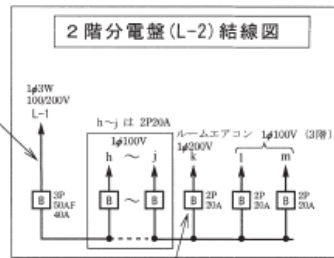 2階分電盤(L-2)結線図
1φ3W
100/200V
L-1
h～jは 2P20A
1φ100V
h ～ j
ルームエアコン
1φ200V
k
1φ100V (3階)
l m
B 3P
50AF
40A
B ～ B
B 2P
20A
B 2P
20A
B 2P
20A